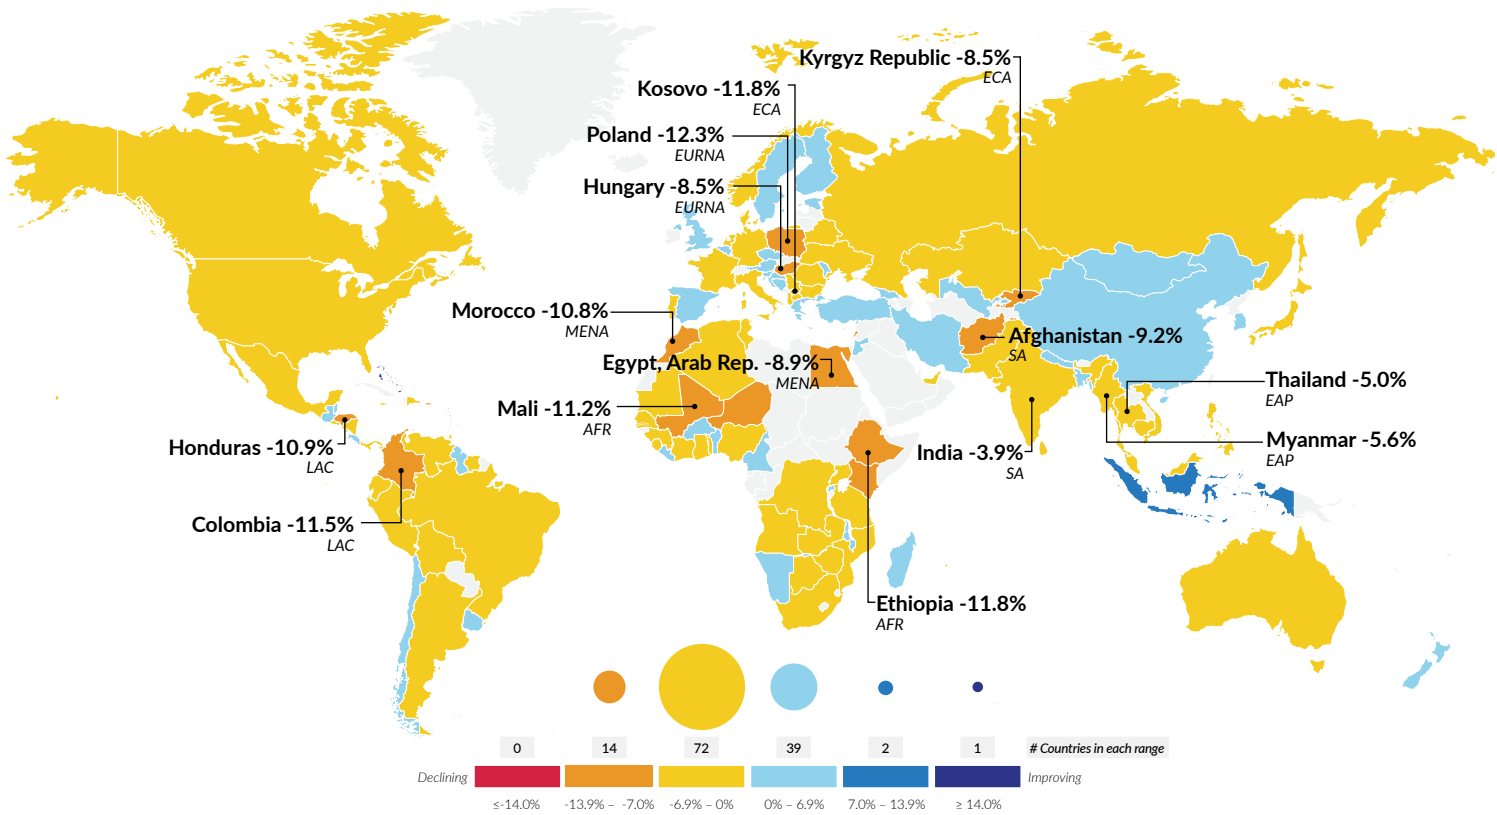 Kyrgyz Republic -8.5%
ECA
Kosovo -11.8%
ECA
Poland -12.3%
EURNA
Hungary -8.5%
EURNA
Morocco -10.8%
MENA
Afghanistan -9.2%
SA
Egypt, Arab Rep. -8.9%
MENA
Thailand -5.0%
EAP
Mali -11.2%
AFR
Myanmar -5.6%
EAP
Honduras -10.9%
LAC
India -3.9%
SA
Colombia -11.5%
LAC
Ethiopia -11.8%
AFR
0 14 72 39 2 1 # Countries in each range
Declining Improving
≤-14.0% -13.9% – -7.0% -6.9% – 0% 0% – 6.9% 7.0% – 13.9% ≥ 14.0%